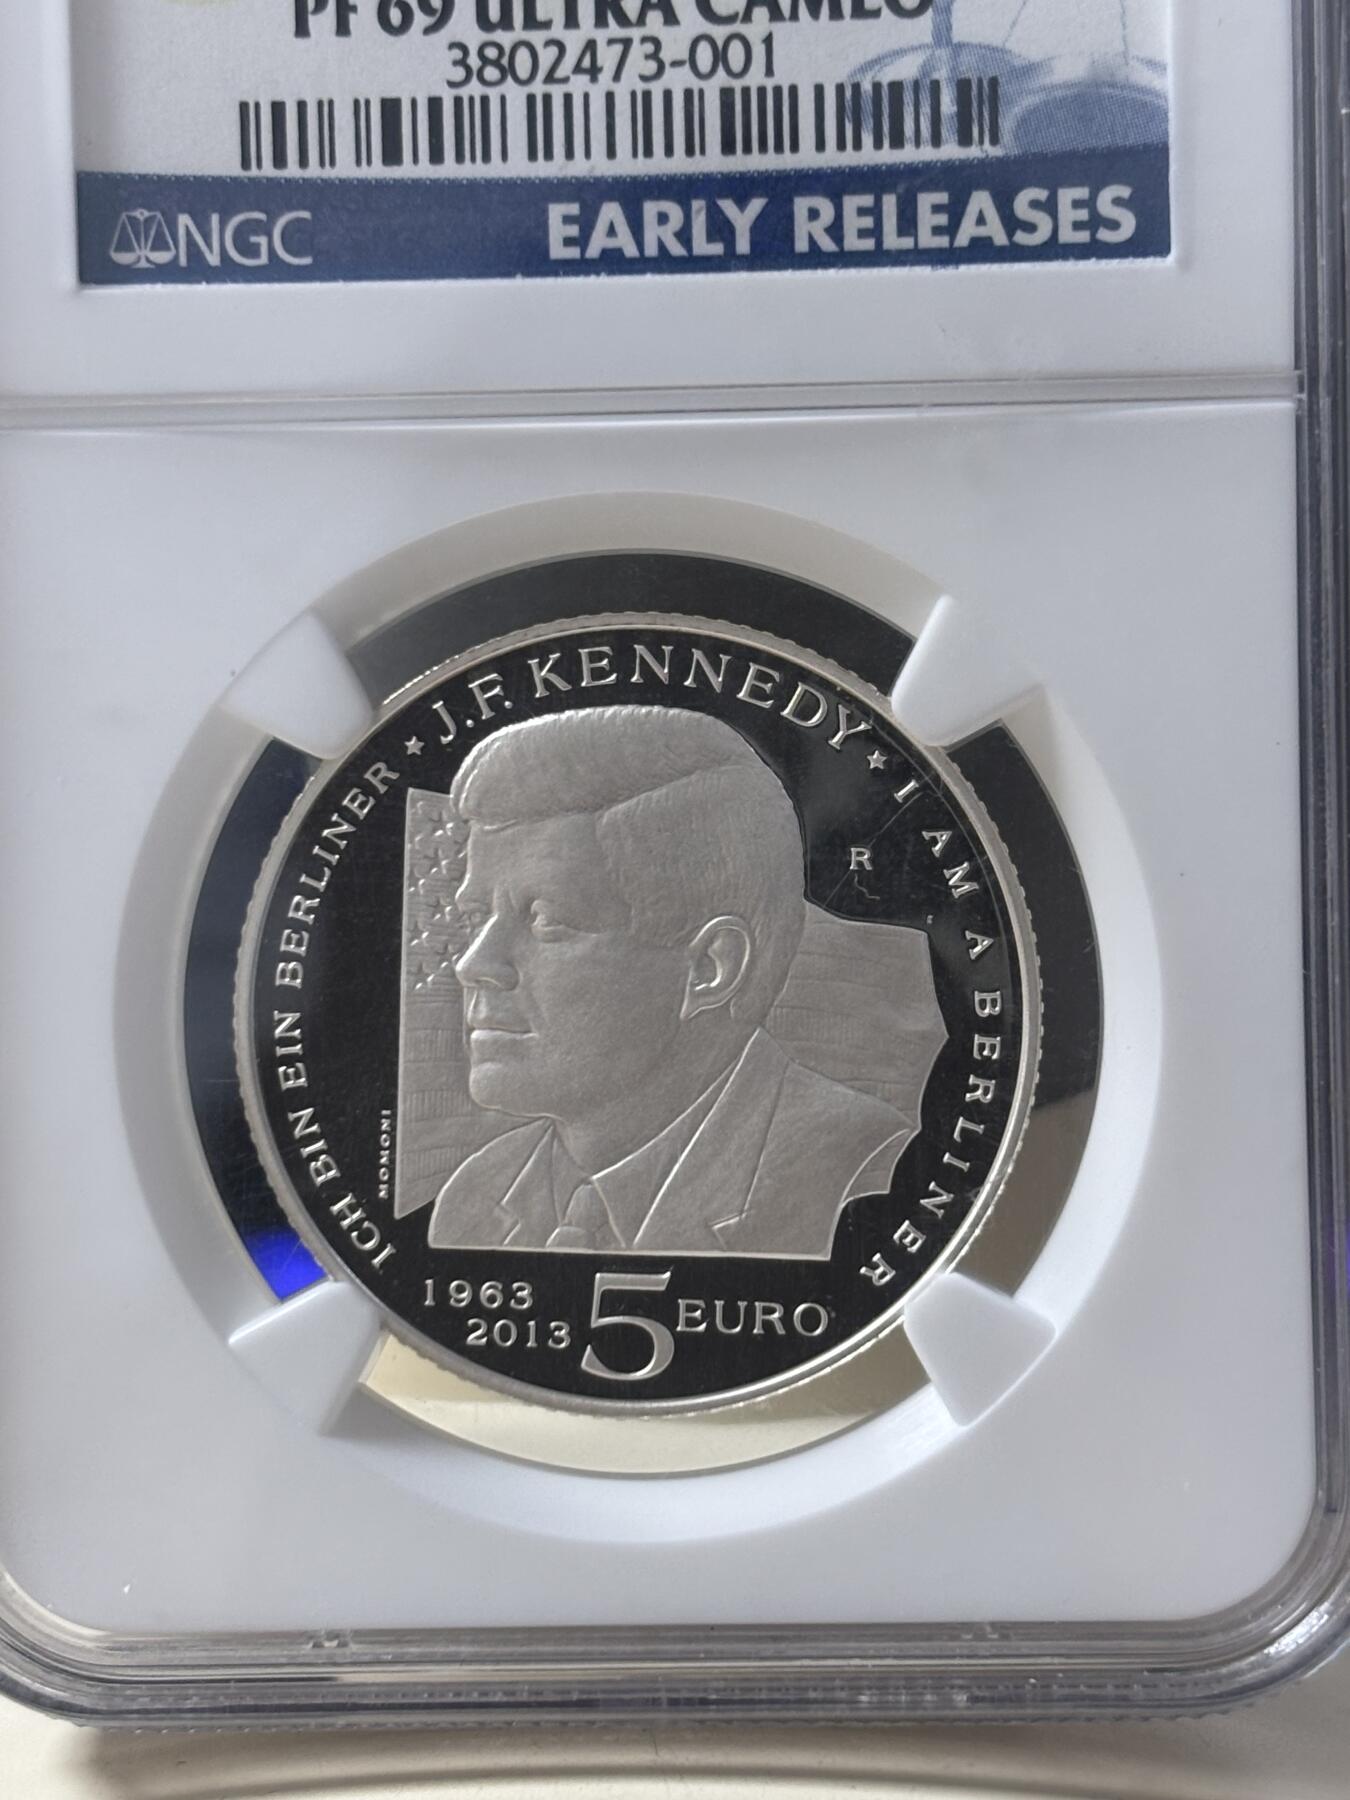 PF 69 ULTRA CAMEO
3802473-001
NGC
EARLY RELEASES
ICH BIN EIN BERLINER ★ J.F. KENNEDY ★ I AM A BERLINER
R
MOMONI
1963
2013
5 EURO